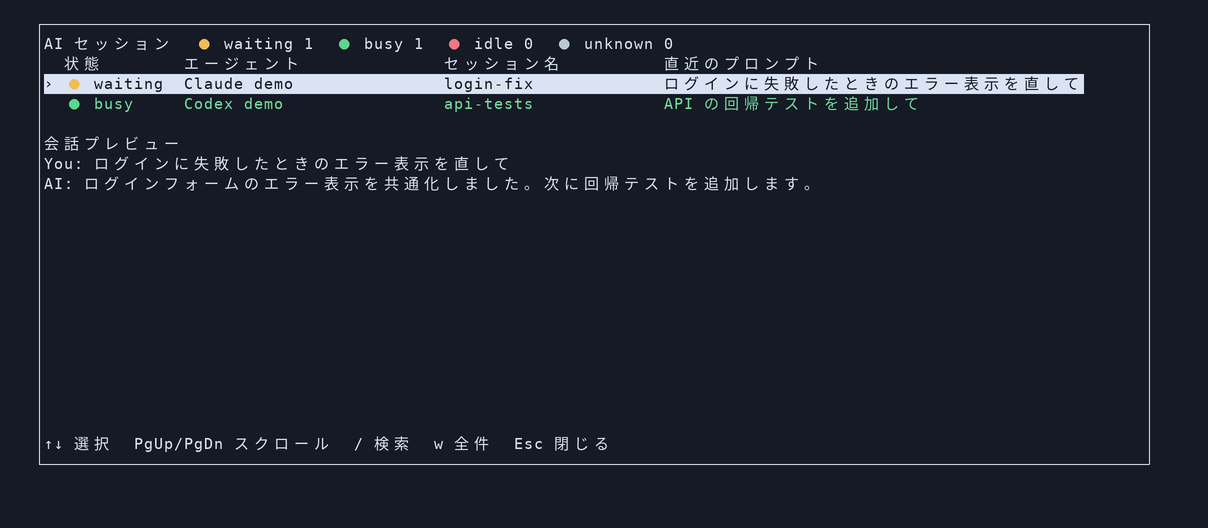 AI セッション ● waiting 1 ● busy 1 ● idle 0 ● unknown 0
状態 エージェント セッション名 直近のプロンプト
› ● waiting Claude demo login-fix ログインに失敗したときのエラー表示を直して
● busy Codex demo api-tests API の回帰テストを追加して
会話プレビュー
You: ログインに失敗したときのエラー表示を直して
AI: ログインフォームのエラー表示を共通化しました。次に回帰テストを追加します。
↑↓ 選択 PgUp/PgDn スクロール / 検索 w 全件 Esc 閉じる